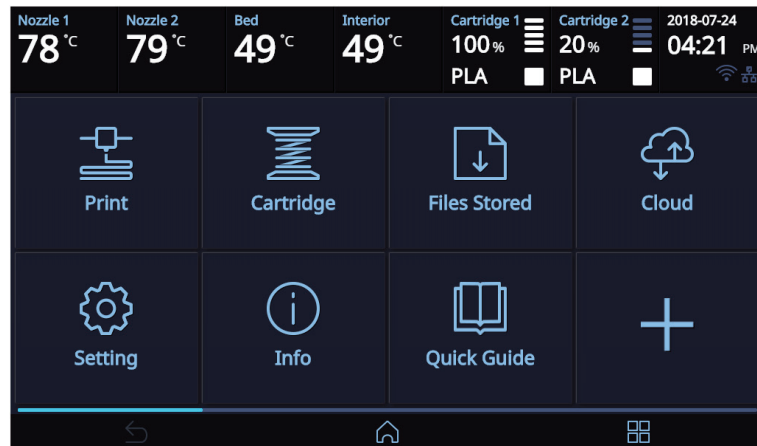 Nozzle 1 Nozzle 2 Bed Interior Cartridge 1 Cartridge 2 2018-07-24
78 °C 79 °C 49 °C 49 °C 100 % 20 % 04:21 PM
PLA PLA
Print Cartridge Files Stored Cloud
Setting Info Quick Guide